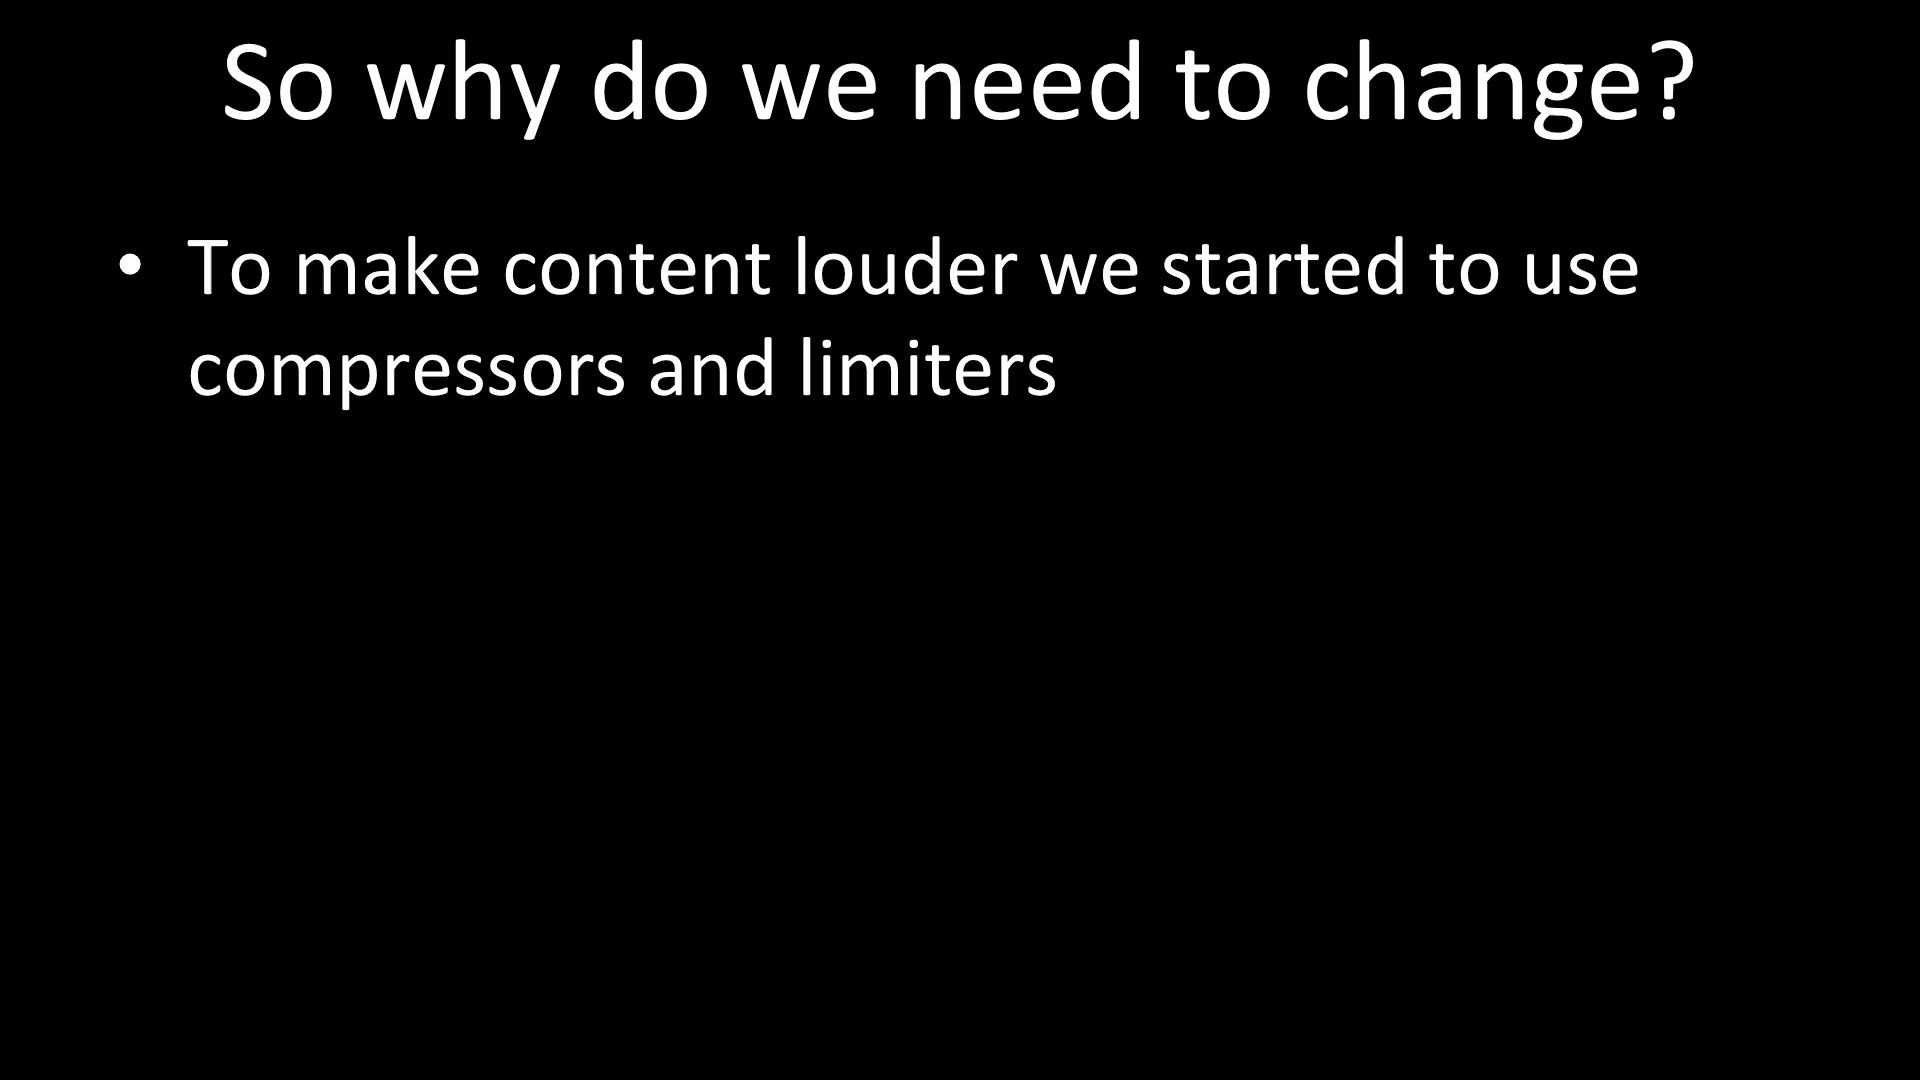 So why do we need to change?
• To make content louder we started to use
compressors and limiters